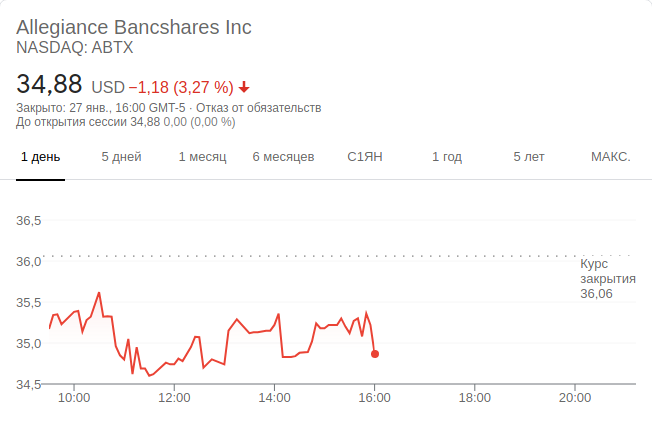 Allegiance Bancshares Inc
NASDAQ: ABTX
34,88 USD −1,18 (3,27 %)
Закрыто: 27 янв., 16:00 GMT-5 · Отказ от обязательств
До открытия сессии 34,88 0,00 (0,00 %)
1 день 5 дней 1 месяц 6 месяцев С1ЯН 1 год 5 лет МАКС.
36,5
36,0
Курс
закрытия
36,06
35,5
35,0
34,5
10:00 12:00 14:00 16:00 18:00 20:00